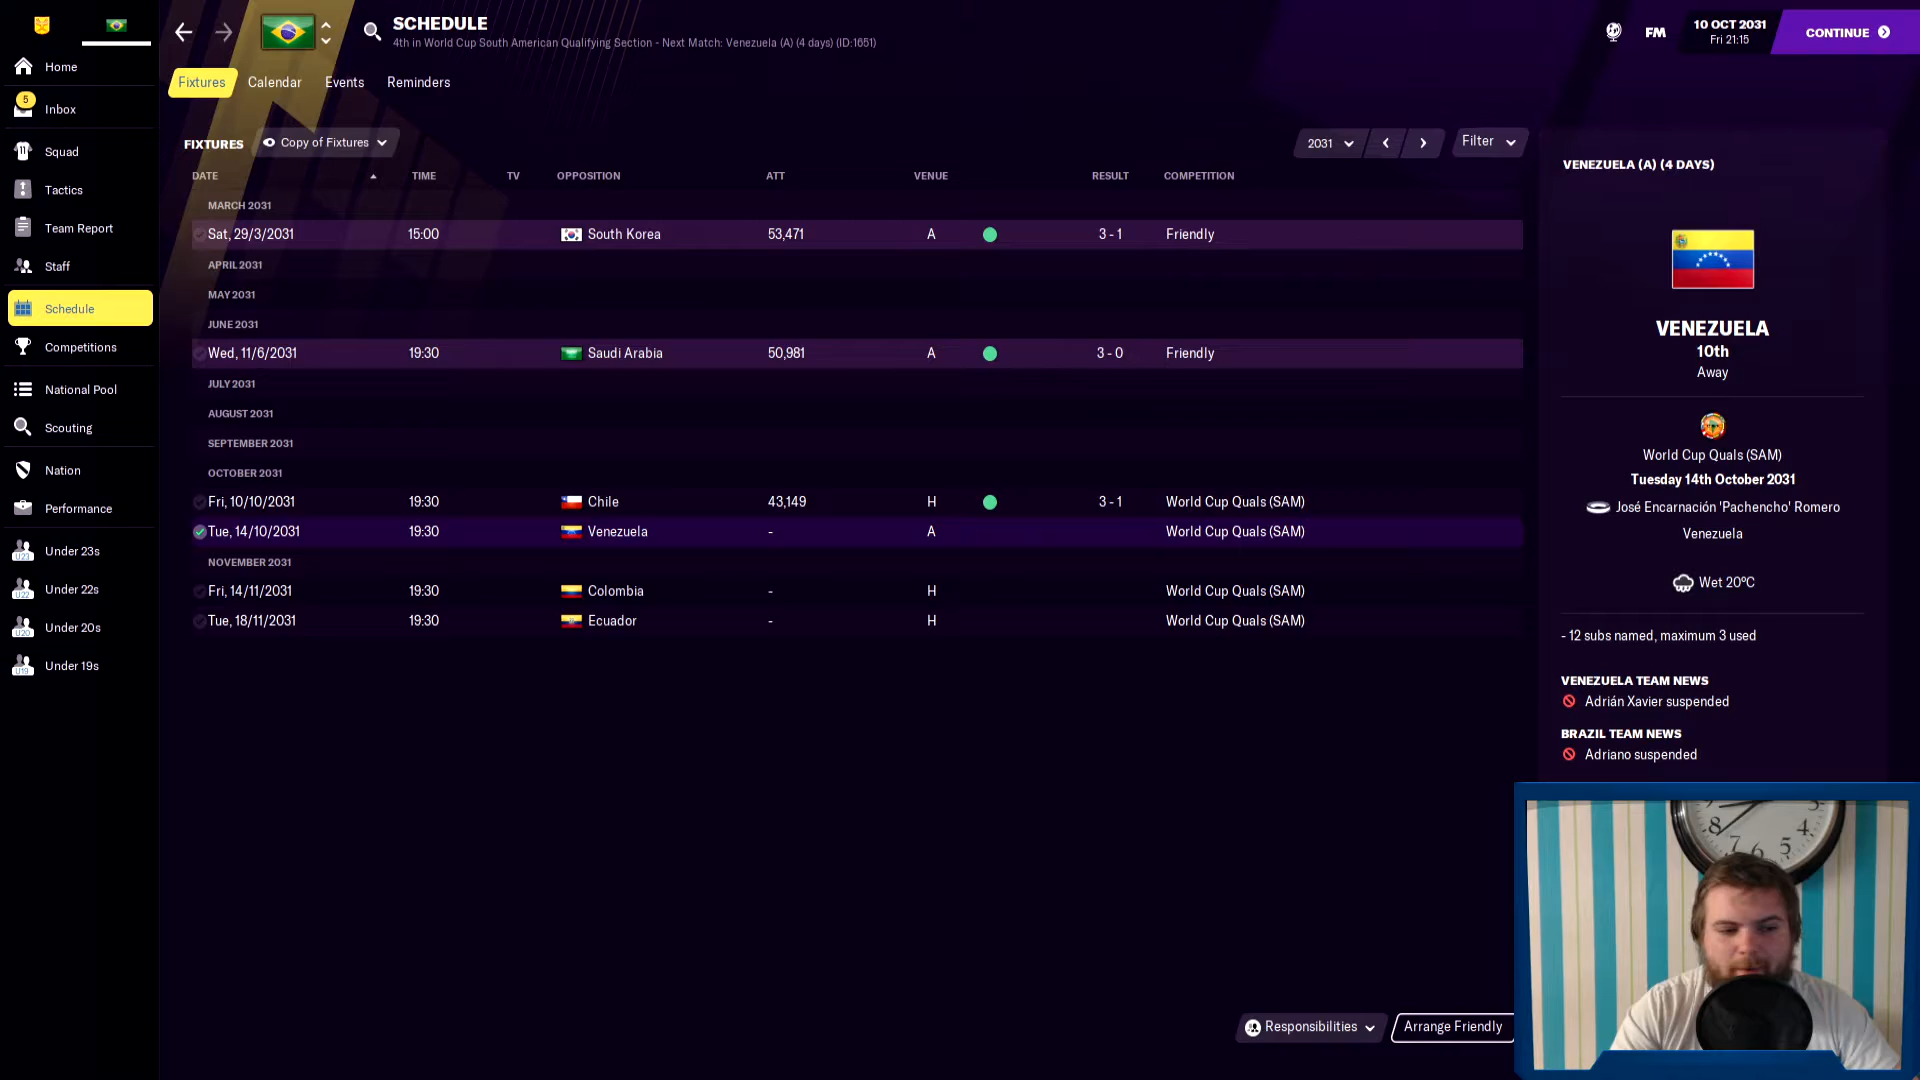 SCHEDULE
4th in World Cup South American Qualifying Section - Next Match: Venezuela (A) (4 days) (ID:1651)
FM
10 OCT 2031
Fri 21:15
CONTINUE
Home
5
Inbox
Squad
Tactics
Team Report
Staff
Schedule
Competitions
National Pool
Scouting
Nation
Performance
U23
Under 23s
U22
Under 22s
U20
Under 20s
U19
Under 19s
Fixtures Calendar Events Reminders
FIXTURES Copy of Fixtures 2031 Filter
DATE TIME TV OPPOSITION ATT VENUE RESULT COMPETITION
MARCH 2031
Sat, 29/3/2031 15:00 South Korea 53,471 A 3 - 1 Friendly
APRIL 2031
MAY 2031
JUNE 2031
Wed, 11/6/2031 19:30 Saudi Arabia 50,981 A 3 - 0 Friendly
JULY 2031
AUGUST 2031
SEPTEMBER 2031
OCTOBER 2031
Fri, 10/10/2031 19:30 Chile 43,149 H 3 - 1 World Cup Quals (SAM)
Tue, 14/10/2031 19:30 Venezuela - A World Cup Quals (SAM)
NOVEMBER 2031
Fri, 14/11/2031 19:30 Colombia - H World Cup Quals (SAM)
Tue, 18/11/2031 19:30 Ecuador - H World Cup Quals (SAM)
VENEZUELA (A) (4 DAYS)
VENEZUELA
10th
Away
World Cup Quals (SAM)
Tuesday 14th October 2031
José Encarnación 'Pachencho' Romero
Venezuela
Wet 20ºC
- 12 subs named, maximum 3 used
VENEZUELA TEAM NEWS
Adrián Xavier suspended
BRAZIL TEAM NEWS
Adriano suspended
Responsibilities
Arrange Friendly
8 7 6 5 4